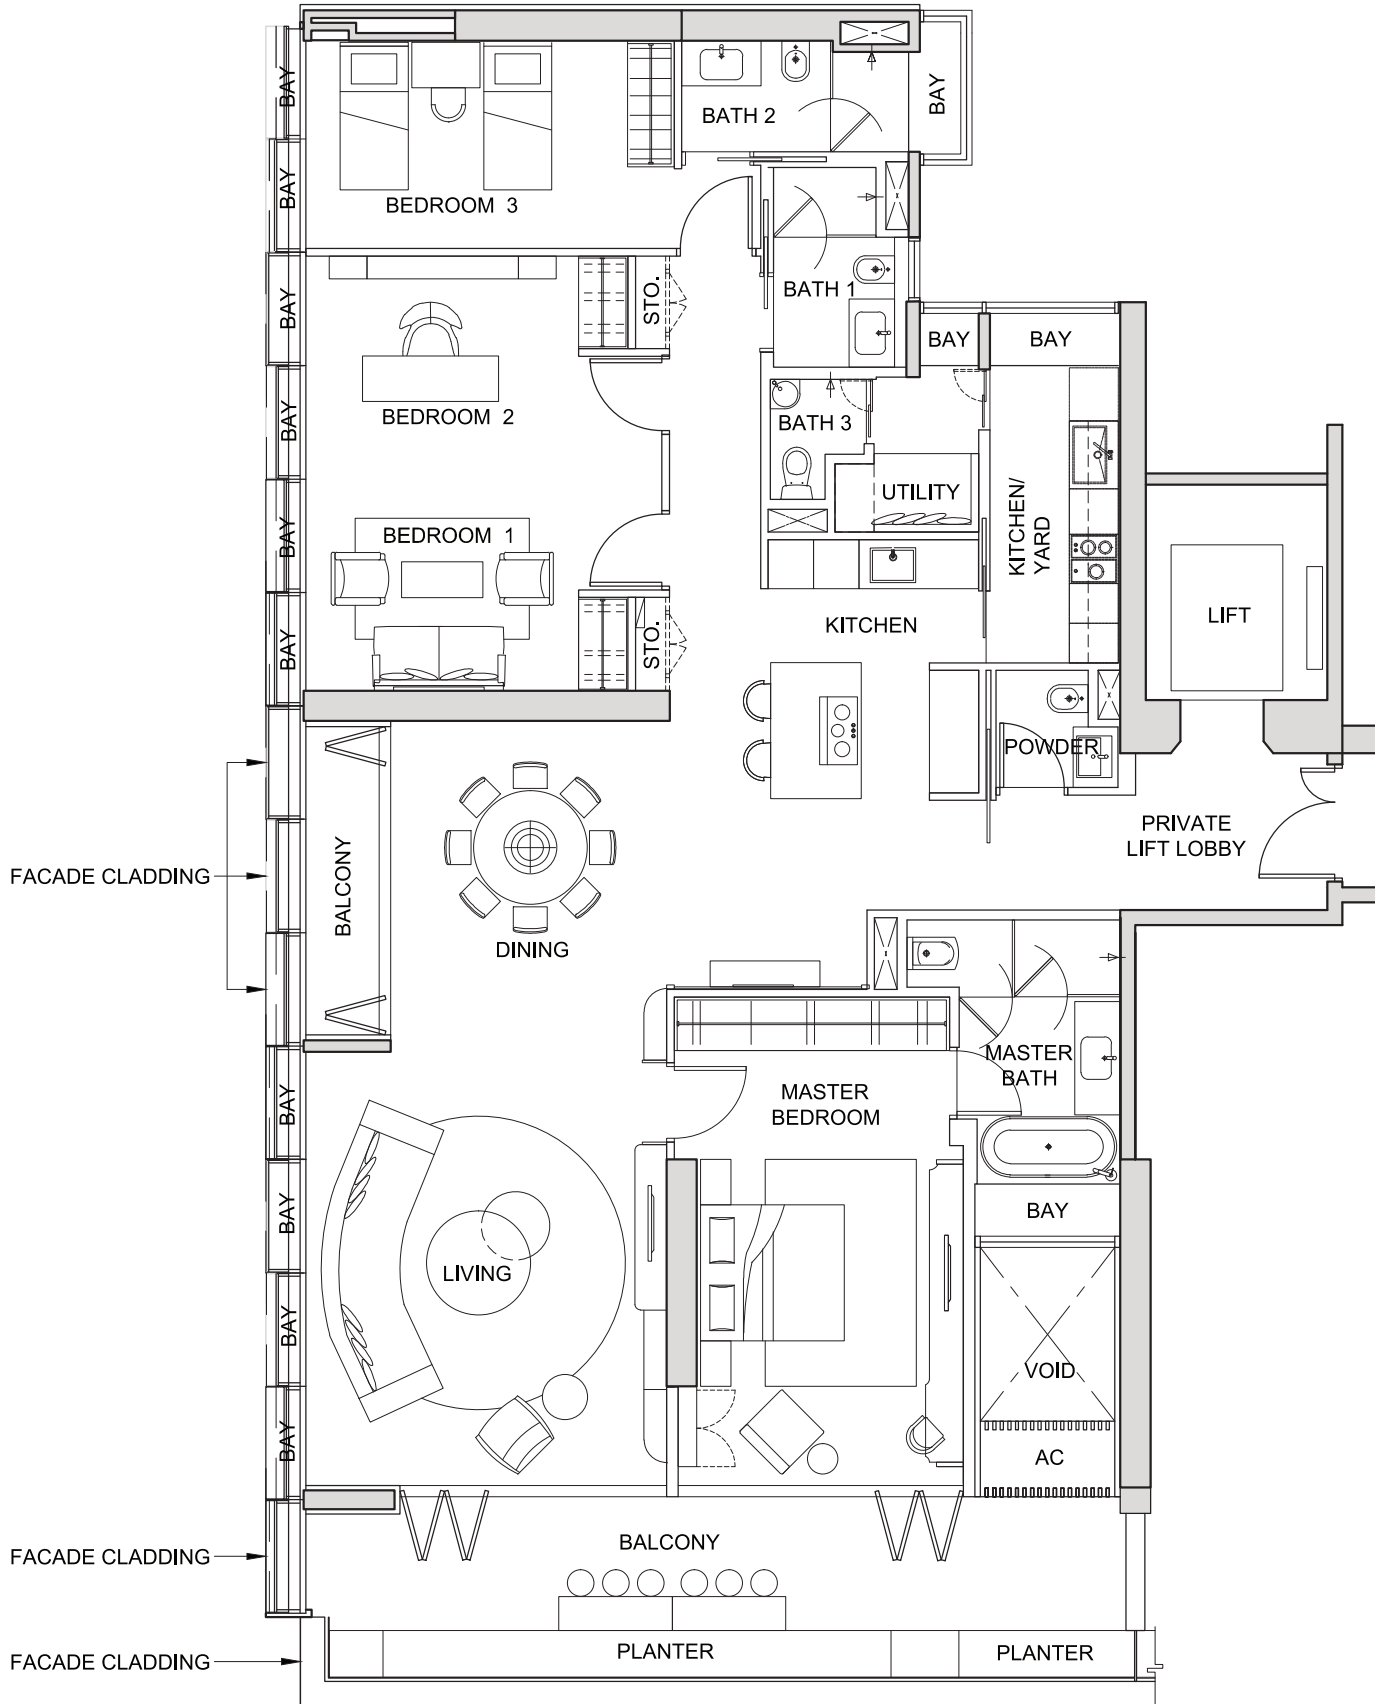 BAY
BAY
BATH 2
BAY
BEDROOM 3
BAY
STO.
BATH 1
BAY
BAY
BAY
BEDROOM 2
BATH 3
BAY
BEDROOM 1
UTILITY
KITCHEN/
YARD
BAY
STO.
KITCHEN
LIFT
POWDER
PRIVATE
LIFT LOBBY
FACADE CLADDING
BALCONY
DINING
MASTER
BATH
BAY
MASTER
BEDROOM
BAY
BAY
LIVING
BAY
VOID
BAY
AC
BALCONY
FACADE CLADDING
PLANTER
PLANTER
FACADE CLADDING